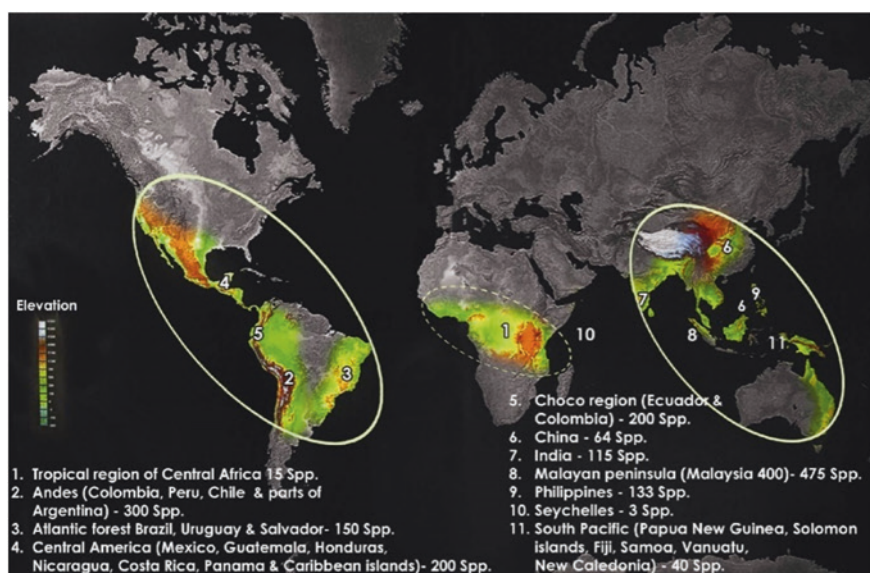 4
6
7
9
6
5
1
10
8
11
2
3
Elevation
1. Tropical region of Central Africa 15 Spp.
2. Andes (Colombia, Peru, Chile & parts of
Argentina) - 300 Spp.
3. Atlantic forest Brazil, Uruguay & Salvador- 150 Spp.
4. Central America (Mexico, Guatemala, Honduras,
Nicaragua, Costa Rica, Panama & Caribbean islands)- 200 Spp.
5. Choco region (Ecuador &
Colombia) - 200 Spp.
6. China - 64 Spp.
7. India - 115 Spp.
8. Malayan peninsula (Malaysia 400)- 475 Spp.
9. Philippines - 133 Spp.
10. Seychelles - 3 Spp.
11. South Pacific (Papua New Guinea, Solomon
islands, Fiji, Samoa, Vanuatu,
New Caledonia) - 40 Spp.